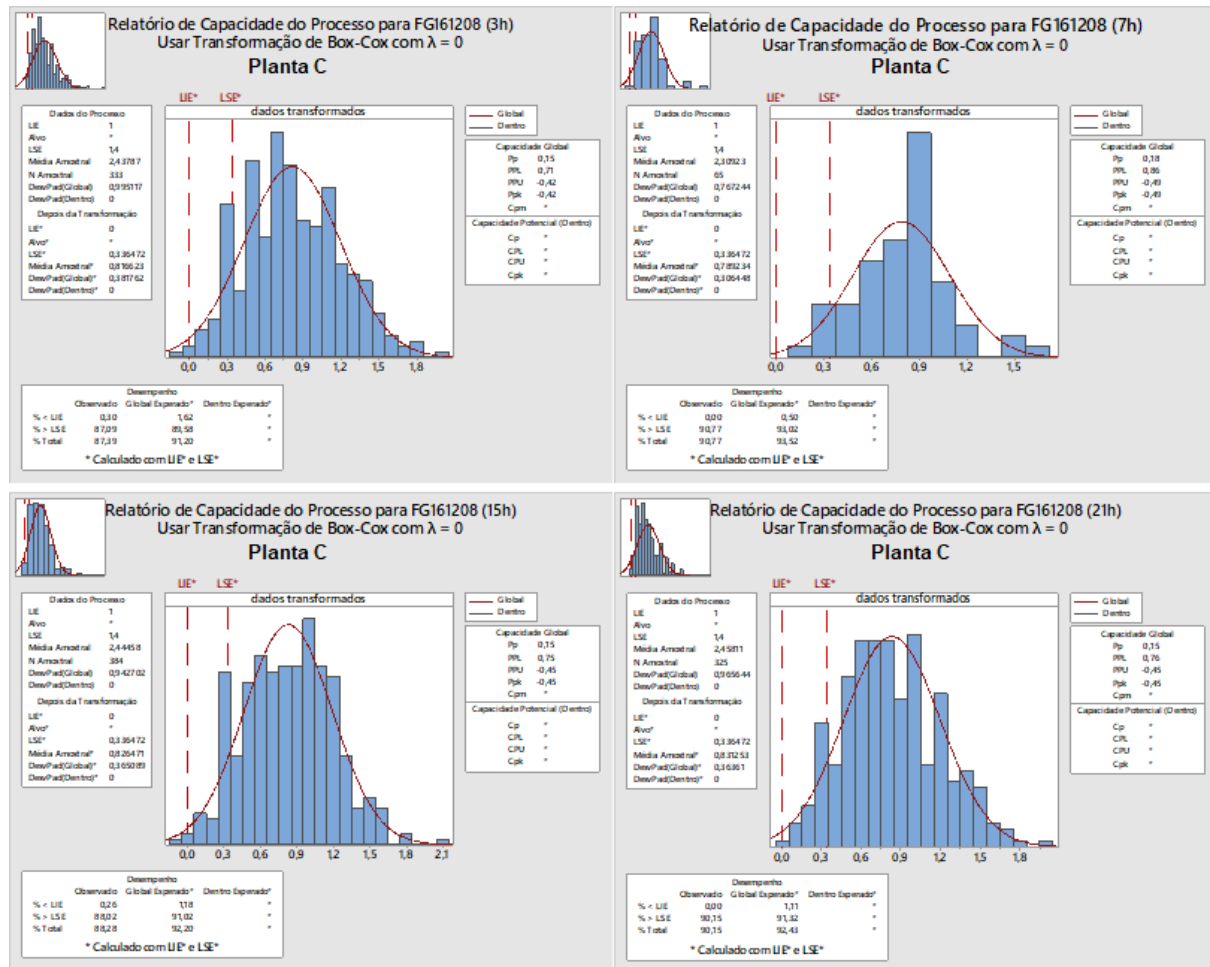 Relatório de Capacidade do Processo para FG161208 (3h)
Usar Transformação de Box-Cox com λ = 0
Planta C
LIE* LSE*
dados transformados
Dados do Processo
LIE 1
Alvo *
LSE 1,4
Média Amostral 2,43787
N Amostral 333
DesvPad(Global) 0,995117
DesvPad(Dentro) 0
Depois da Transformação
LIE* 0
Alvo* *
LSE* 0,336472
Média Amostral* 0,816623
DesvPad(Global)* 0,381762
DesvPad(Dentro)* 0
Global
Dentro
Capacidade Global
Pp 0,15
PPL 0,71
PPU -0,42
Ppk -0,42
Cpm *
Capacidade Potencial (Dentro)
Cp *
CPL *
CPU *
Cpk *
0,0 0,3 0,6 0,9 1,2 1,5 1,8
Desempenho
Observado Global Esperado* Dentro Esperado*
% < LIE 0,30 1,62 *
% > LSE 87,09 89,58 *
% Total 87,39 91,20 *
* Calculado com LIE* e LSE*
Relatório de Capacidade do Processo para FG161208 (7h)
Usar Transformação de Box-Cox com λ = 0
Planta C
LIE* LSE*
dados transformados
Dados do Processo
LIE 1
Alvo *
LSE 1,4
Média Amostral 2,30923
N Amostral 65
DesvPad(Global) 0,767244
DesvPad(Dentro) 0
Depois da Transformação
LIE* 0
Alvo* *
LSE* 0,336472
Média Amostral* 0,789234
DesvPad(Global)* 0,306448
DesvPad(Dentro)* 0
Global
Dentro
Capacidade Global
Pp 0,18
PPL 0,86
PPU -0,49
Ppk -0,49
Cpm *
Capacidade Potencial (Dentro)
Cp *
CPL *
CPU *
Cpk *
0,0 0,3 0,6 0,9 1,2 1,5
Desempenho
Observado Global Esperado* Dentro Esperado*
% < LIE 0,00 0,50 *
% > LSE 90,77 93,02 *
% Total 90,77 93,52 *
* Calculado com LIE* e LSE*
Relatório de Capacidade do Processo para FG161208 (15h)
Usar Transformação de Box-Cox com λ = 0
Planta C
LIE* LSE*
dados transformados
Dados do Processo
LIE 1
Alvo *
LSE 1,4
Média Amostral 2,44458
N Amostral 384
DesvPad(Global) 0,942702
DesvPad(Dentro) 0
Depois da Transformação
LIE* 0
Alvo* *
LSE* 0,336472
Média Amostral* 0,826471
DesvPad(Global)* 0,365089
DesvPad(Dentro)* 0
Global
Dentro
Capacidade Global
Pp 0,15
PPL 0,75
PPU -0,45
Ppk -0,45
Cpm *
Capacidade Potencial (Dentro)
Cp *
CPL *
CPU *
Cpk *
0,0 0,3 0,6 0,9 1,2 1,5 1,8 2,1
Desempenho
Observado Global Esperado* Dentro Esperado*
% < LIE 0,26 1,18 *
% > LSE 88,02 91,02 *
% Total 88,28 92,20 *
* Calculado com LIE* e LSE*
Relatório de Capacidade do Processo para FG161208 (21h)
Usar Transformação de Box-Cox com λ = 0
Planta C
LIE* LSE*
dados transformados
Dados do Processo
LIE 1
Alvo *
LSE 1,4
Média Amostral 2,45811
N Amostral 325
DesvPad(Global) 0,965644
DesvPad(Dentro) 0
Depois da Transformação
LIE* 0
Alvo* *
LSE* 0,336472
Média Amostral* 0,831253
DesvPad(Global)* 0,36361
DesvPad(Dentro)* 0
Global
Dentro
Capacidade Global
Pp 0,15
PPL 0,76
PPU -0,45
Ppk -0,45
Cpm *
Capacidade Potencial (Dentro)
Cp *
CPL *
CPU *
Cpk *
0,0 0,3 0,6 0,9 1,2 1,5 1,8
Desempenho
Observado Global Esperado* Dentro Esperado*
% < LIE 0,00 1,11 *
% > LSE 90,15 91,32 *
% Total 90,15 92,43 *
* Calculado com LIE* e LSE*